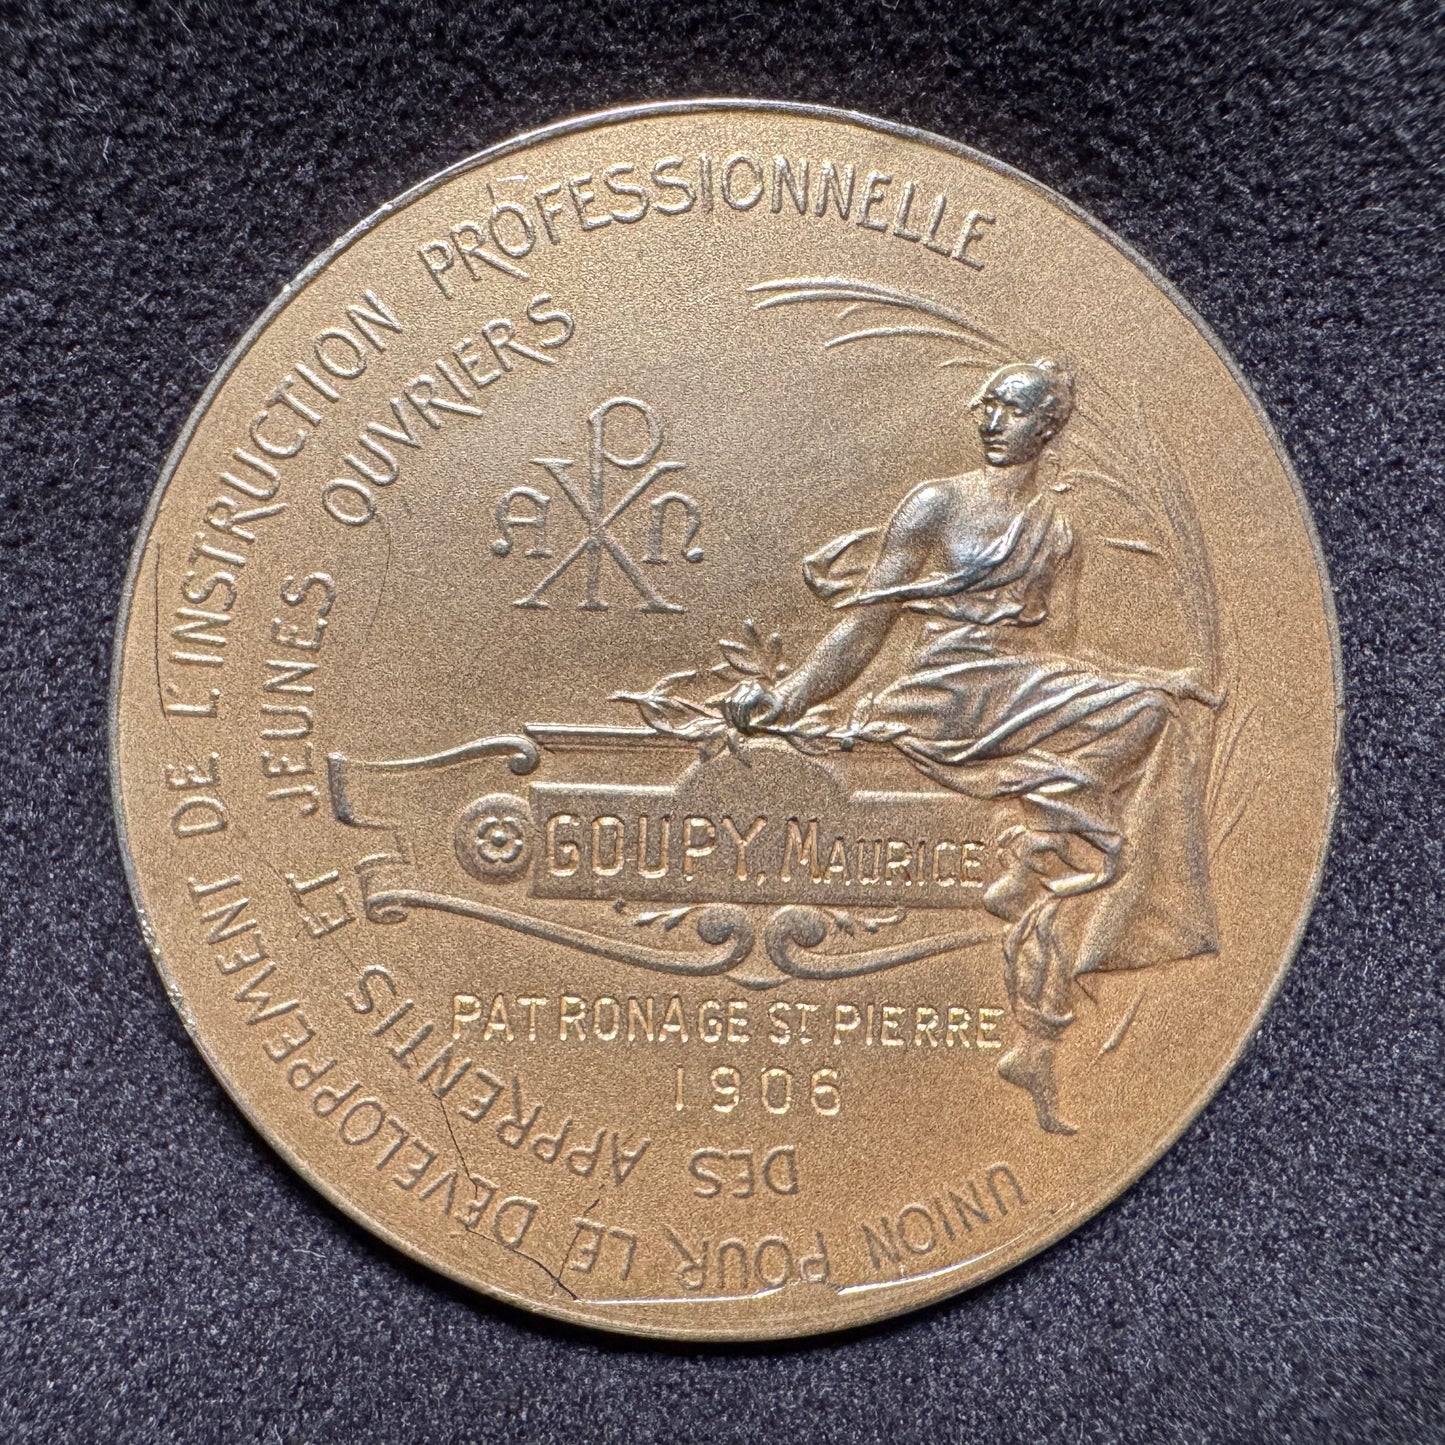 UNION POUR LE DÉVELOPPEMENT DE L'INSTRUCTION PROFESSIONNELLE
DES APPRENTIS ET JEUNES OUVRIERS
A Ω
GOUPY, MAURICE
PATRONAGE ST PIERRE
1906